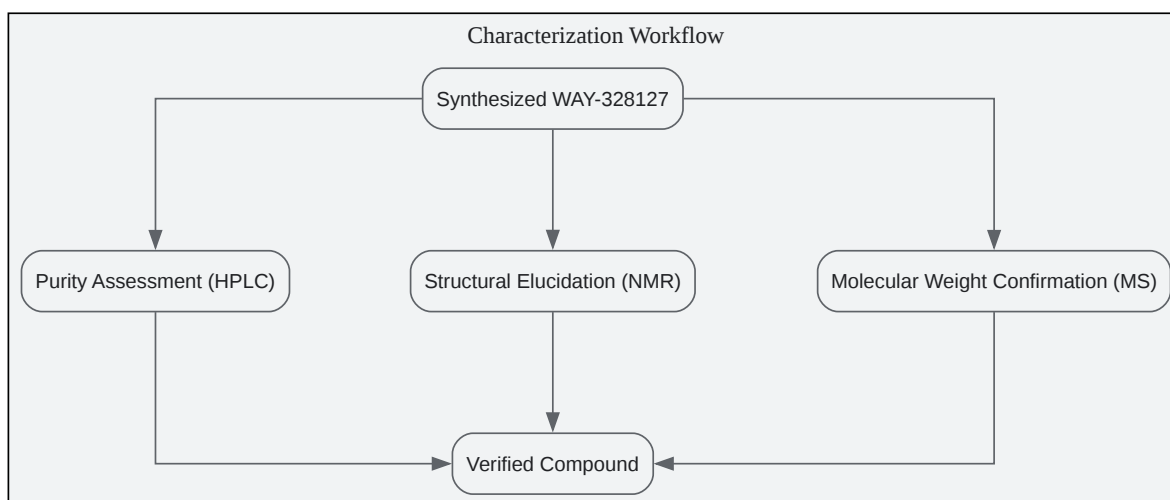 Characterization Workflow
Synthesized WAY-328127
Purity Assessment (HPLC)
Structural Elucidation (NMR)
Molecular Weight Confirmation (MS)
Verified Compound